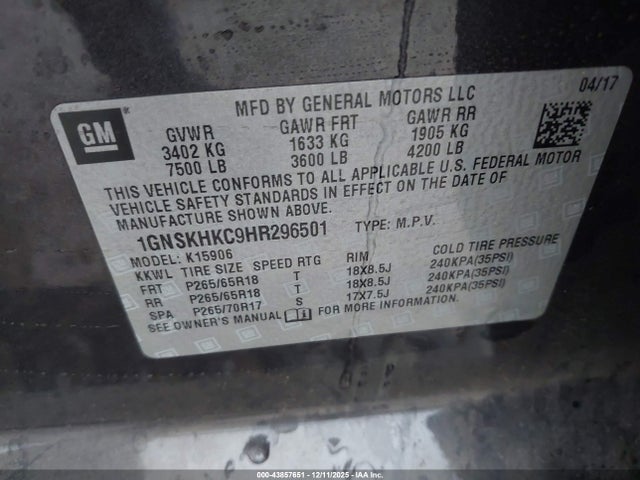 04/17
MFD BY GENERAL MOTORS LLC
GM
GVWR GAWR FRT GAWR RR
3402 KG 1633 KG 1905 KG
7500 LB 3600 LB 4200 LB
THIS VEHICLE CONFORMS TO ALL APPLICABLE U.S. FEDERAL MOTOR
VEHICLE SAFETY STANDARDS IN EFFECT ON THE DATE OF
MANUFACTURE SHOWN ABOVE.
1GNSKHKC9HR296501 TYPE: M.P.V.
MODEL: K15906
KKWL TIRE SIZE SPEED RTG RIM COLD TIRE PRESSURE
FRT P265/65R18 T 18X8.5J 240KPA(35PSI)
RR P265/65R18 T 18X8.5J 240KPA(35PSI)
SPA P265/70R17 S 17X7.5J 240KPA(35PSI)
SEE OWNER'S MANUAL FOR MORE INFORMATION.
000-43857651 - 12/11/2025 - IAAI.com